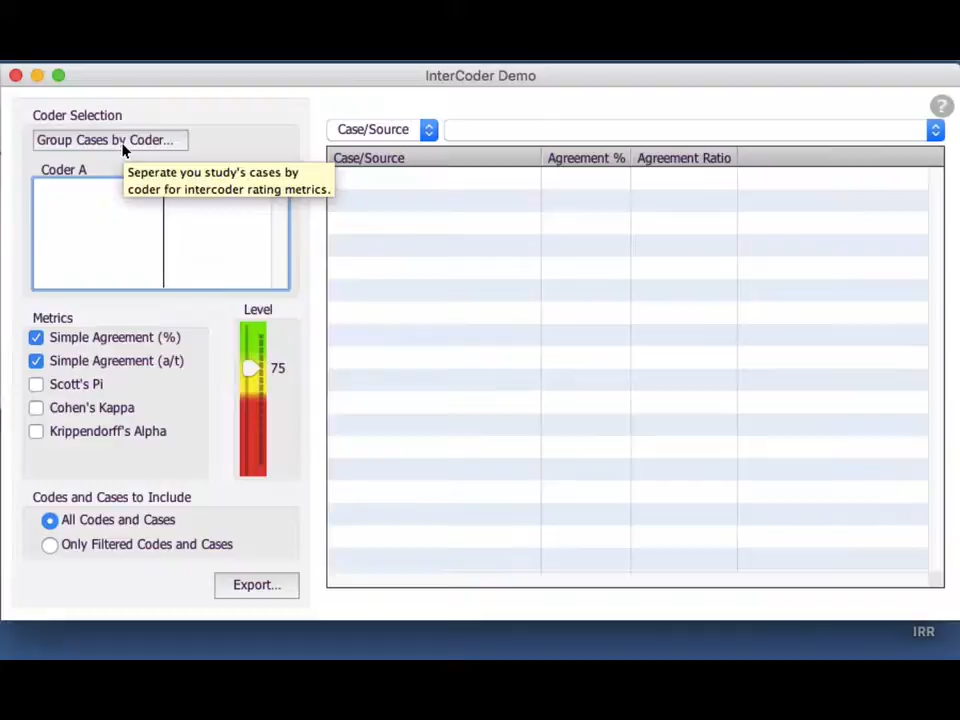 InterCoder Demo
Coder Selection
?
Group Cases by Coder...
Case/Source
Coder A
Seperate you study's cases by
coder for intercoder rating metrics.
Case/Source Agreement % Agreement Ratio
Metrics
Level
Simple Agreement (%)
Simple Agreement (a/t)
75
Scott's Pi
Cohen's Kappa
Krippendorff's Alpha
Codes and Cases to Include
All Codes and Cases
Only Filtered Codes and Cases
Export...
IRR